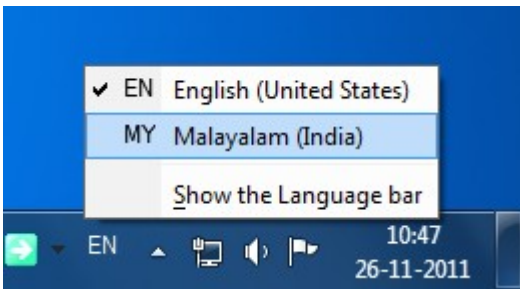 EN English (United States)
MY Malayalam (India)
Show the Language bar
EN
10:47
26-11-2011